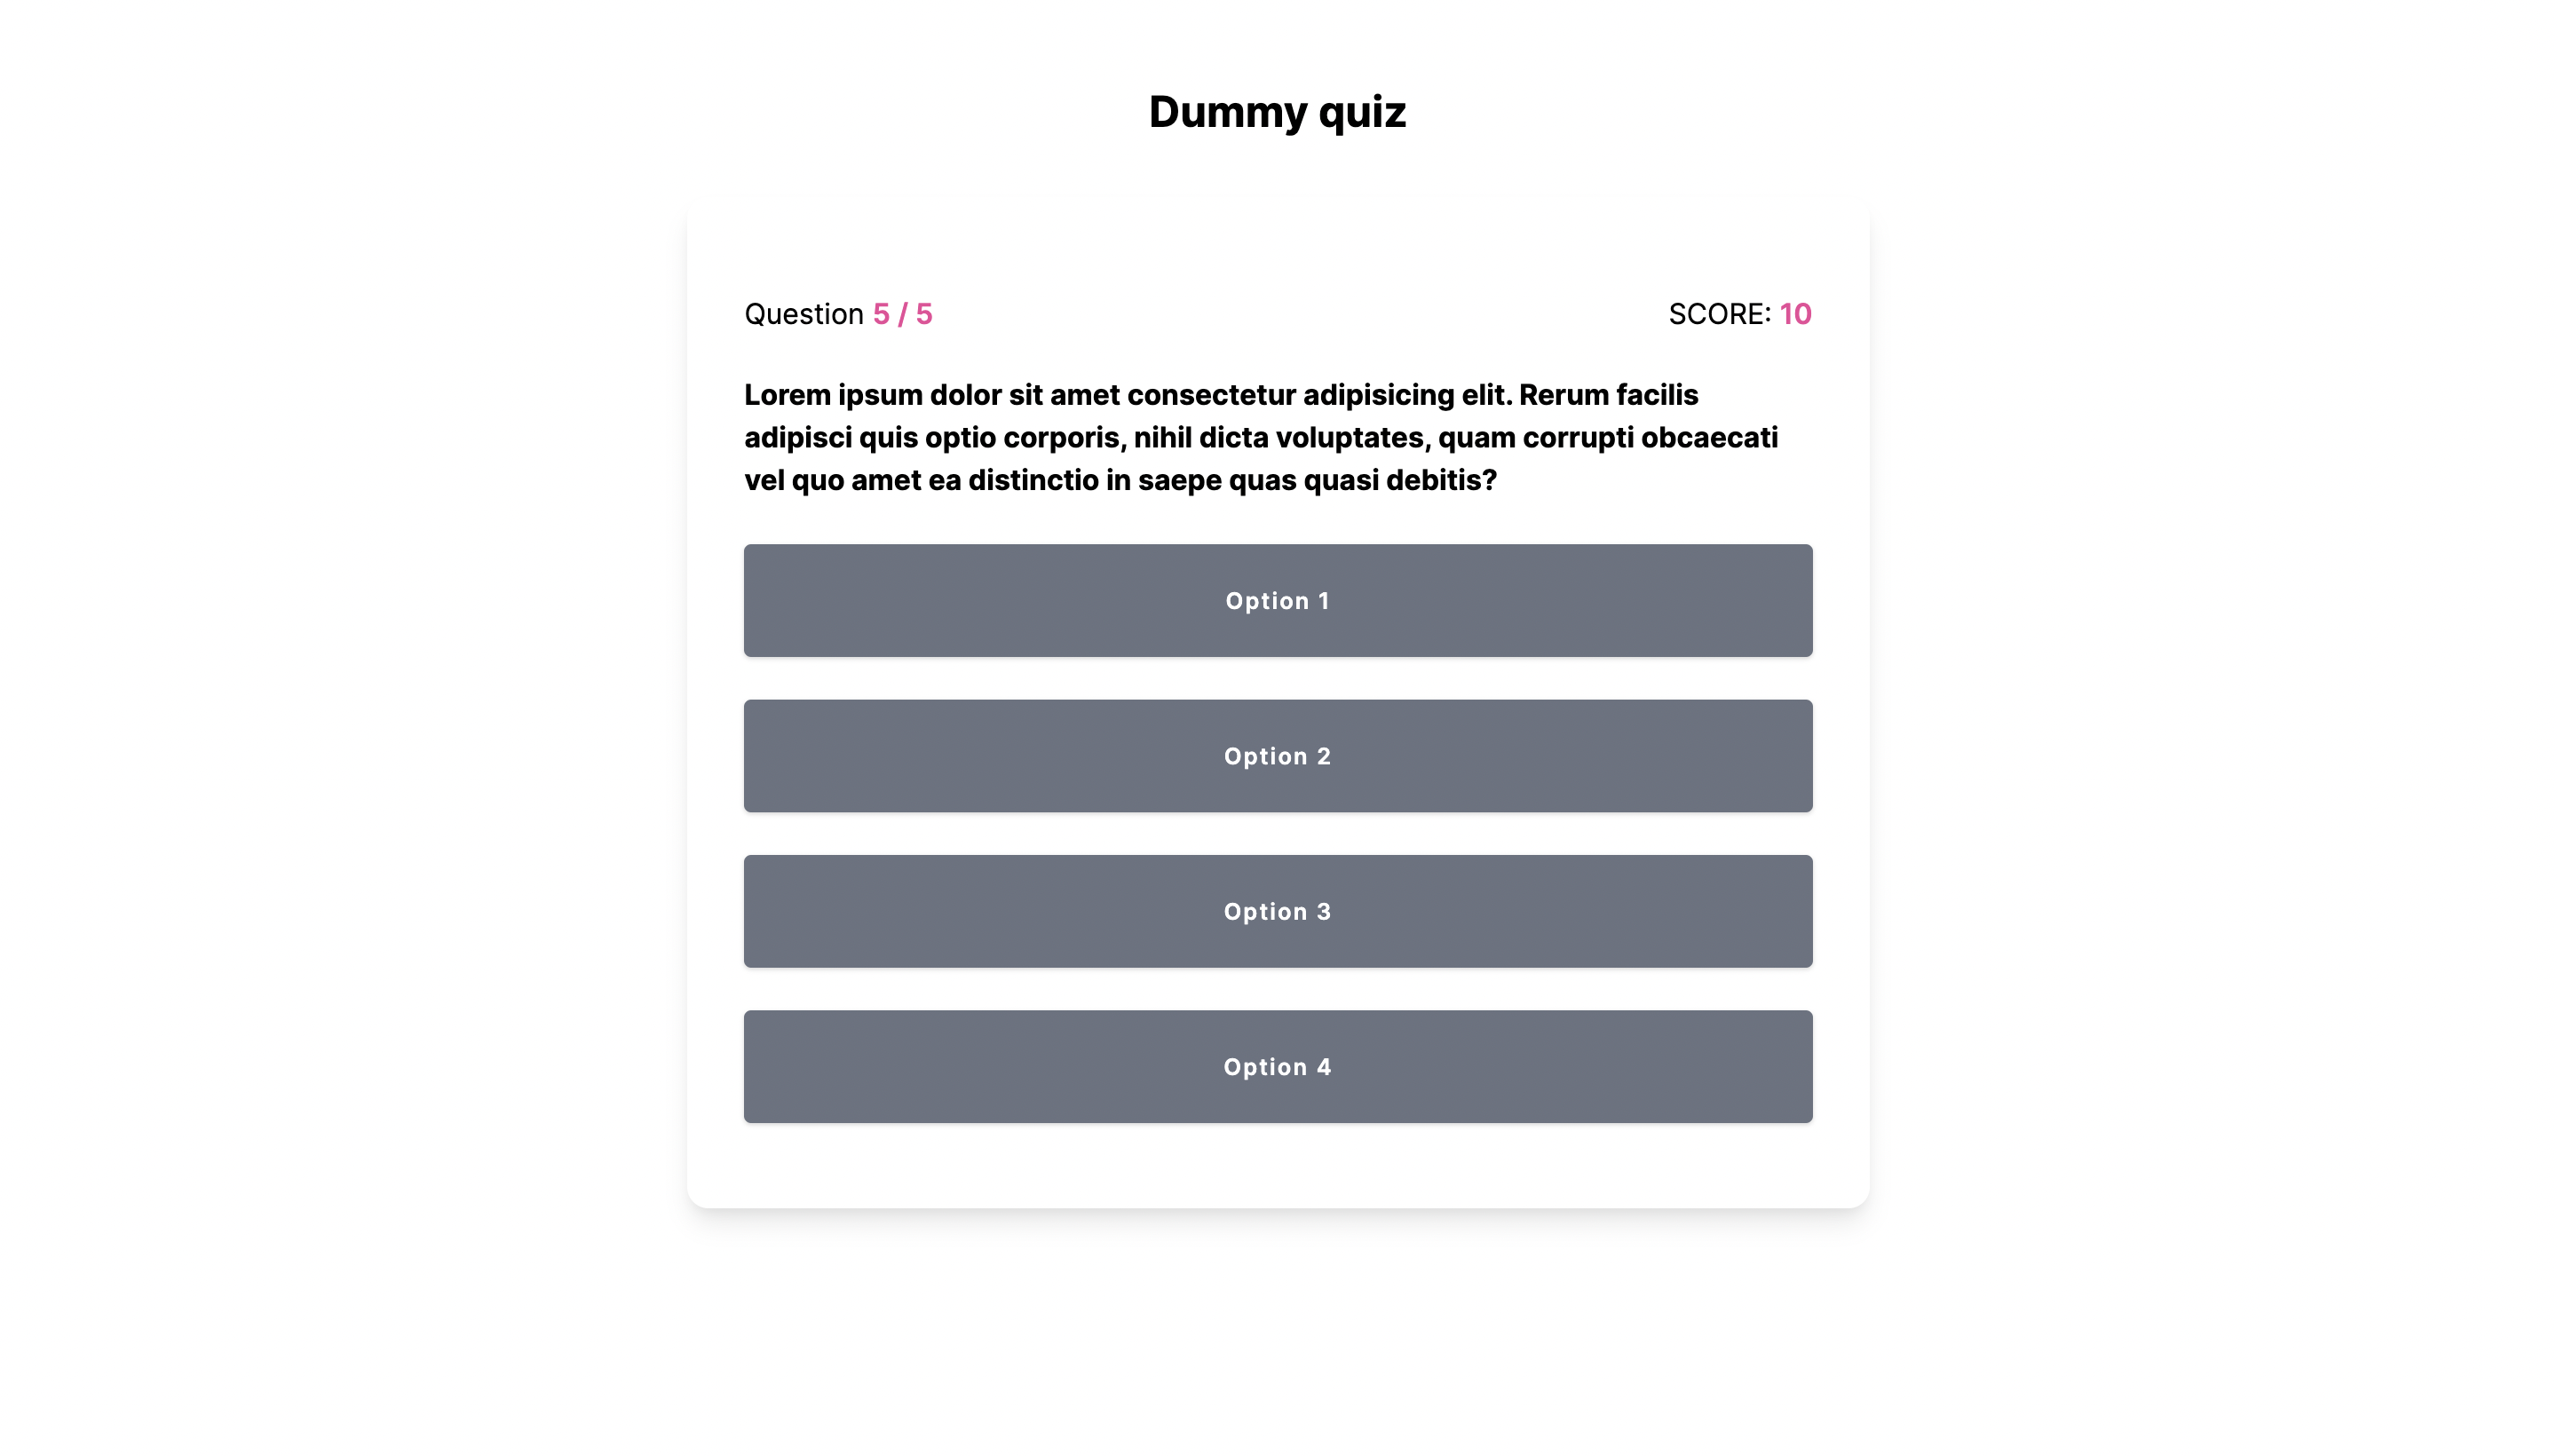 Dummy quiz
Question 5 / 5
SCORE: 10
Lorem ipsum dolor sit amet consectetur adipisicing elit. Rerum facilis
adipisci quis optio corporis, nihil dicta voluptates, quam corrupti obcaecati
vel quo amet ea distinctio in saepe quas quasi debitis?
Option 1
Option 2
Option 3
Option 4